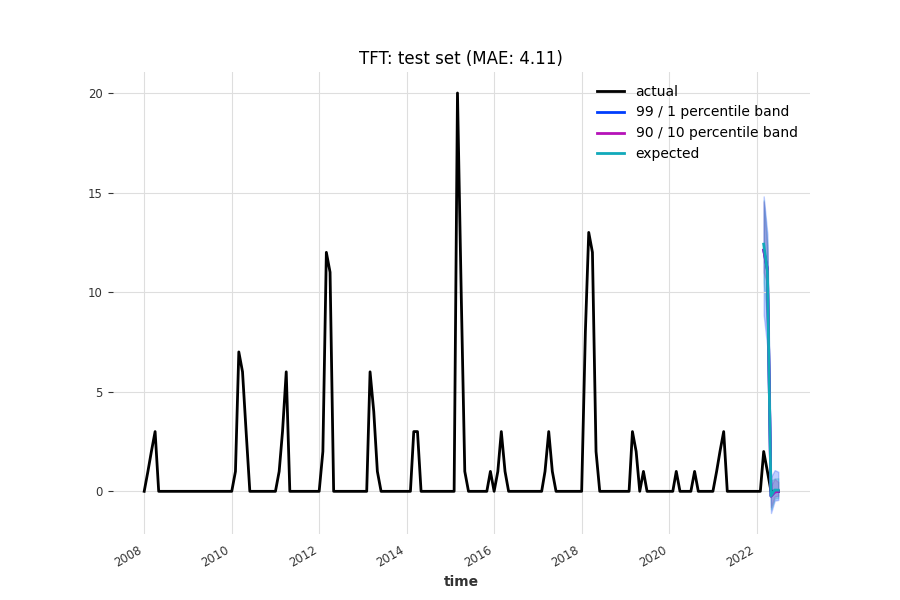 TFT: test set (MAE: 4.11)
actual
99 / 1 percentile band
90 / 10 percentile band
expected
20
15
10
5
0
2008
2010
2012
2014
2016
2018
2020
2022
time